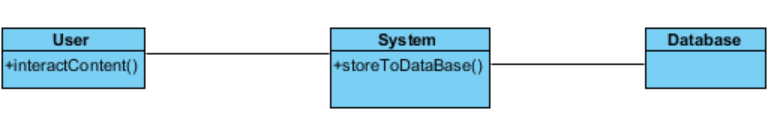 User
+interactContent()
System
+storeToDataBase()
Database